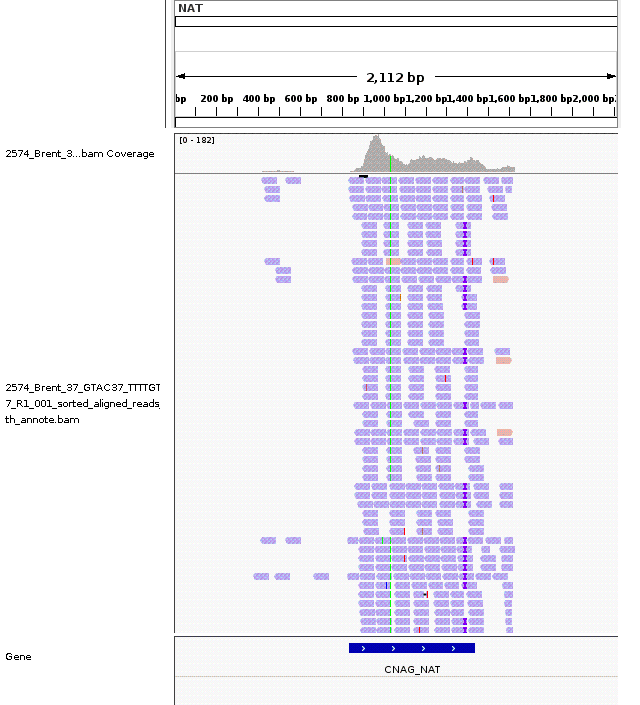 NAT
2,112 bp
bp 200 bp 400 bp 600 bp 800 bp 1,000 bp 1,200 bp 1,400 bp 1,600 bp 1,800 bp 2,000 bp
[0 - 182]
2574_Brent_3...bam Coverage
2574_Brent_37_GTAC37_TTTTGT
7_R1_001_sorted_aligned_reads_
th_annote.bam
Gene
CNAG_NAT